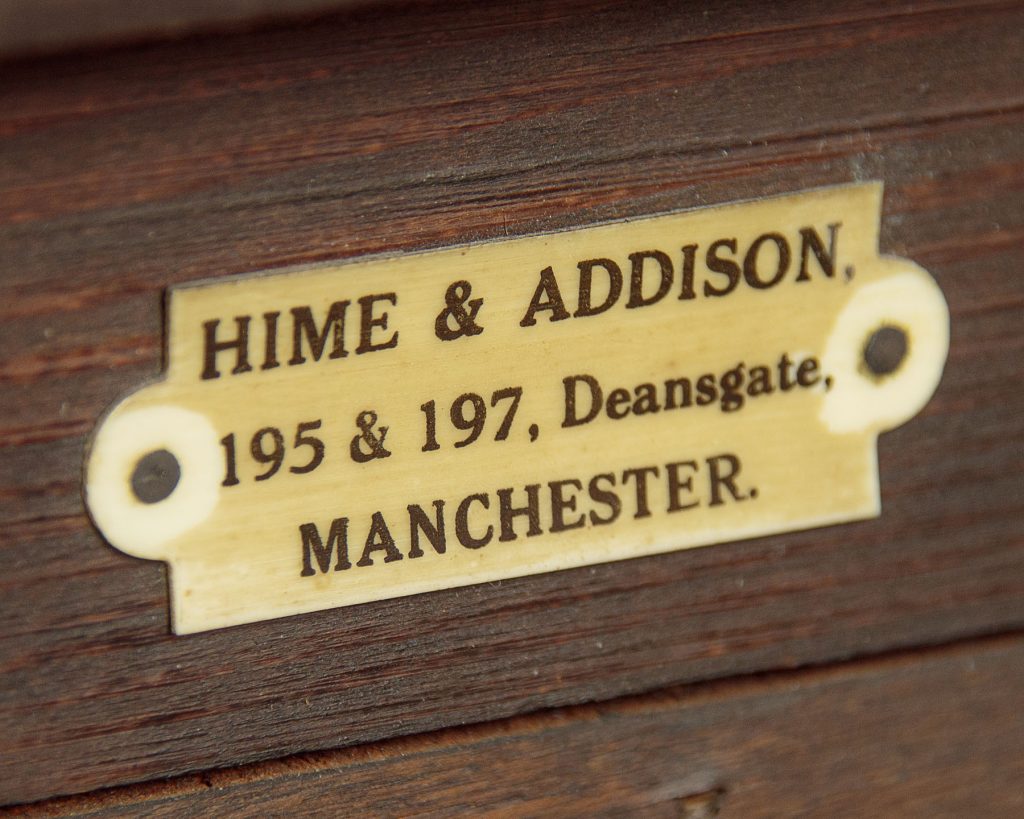 HIME & ADDISON,
195 & 197, Deansgate,
MANCHESTER.